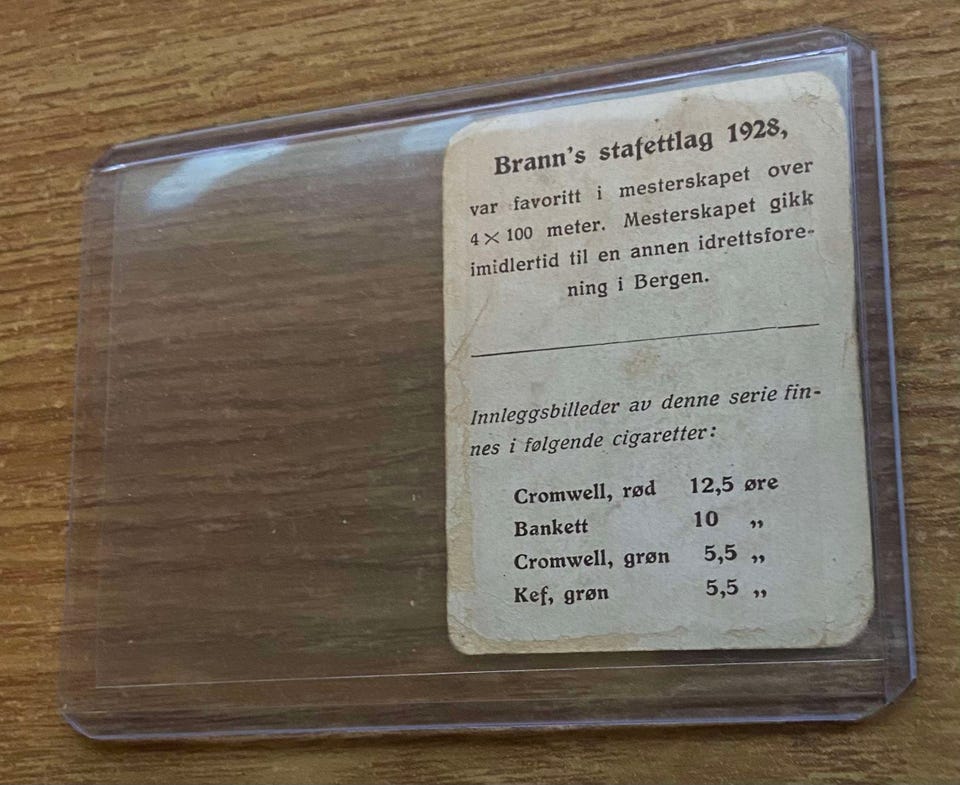 Brann's stafettlag 1928,
var favoritt i mesterskapet over
4 × 100 meter. Mesterskapet gikk
imidlertid til en annen idrettsfore-
ning i Bergen.
Innleggsbilleder av denne serie fin-
nes i følgende cigaretter:
Cromwell, rød 12,5 øre
Bankett 10 „
Cromwell, grøn 5,5 „
Kef, grøn 5,5 „